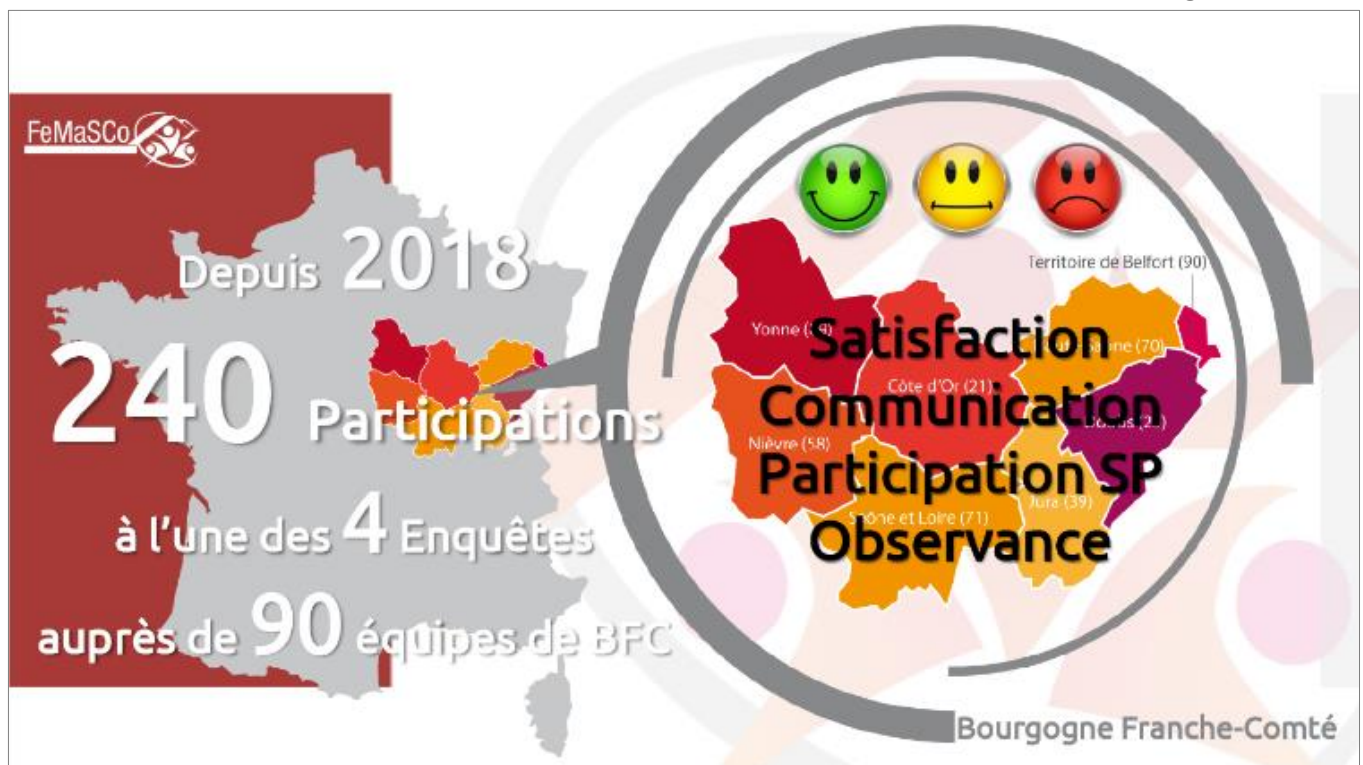 FeMaSCo
Depuis 2018
240 Participations
à l'une des 4 Enquêtes
auprès de 90 équipes de BFC
Territoire de Belfort (90)
Yonne
Satisfaction
(70)
Côte d'Or (21)
Communication
Nièvre (58)
Participation SP
Jura (39)
Saône et Loire (71)
Observance
Bourgogne Franche-Comté